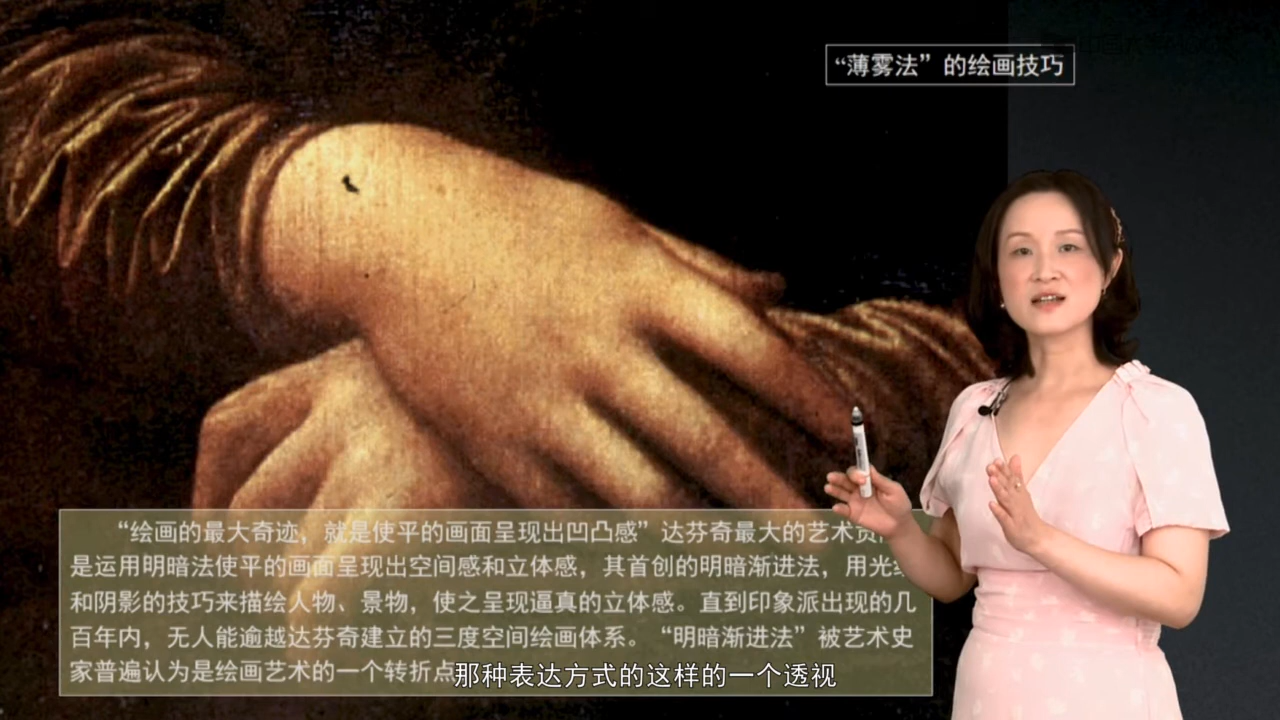 “薄雾法”的绘画技巧
“绘画的最大奇迹，就是使平的画面呈现出凹凸感”达芬奇最大的艺术贡
是运用明暗法使平的画面呈现出空间感和立体感，其首创的明暗渐进法，用光
和阴影的技巧来描绘人物、景物，使之呈现逼真的立体感。直到印象派出现的几
百年内，无人能逾越达芬奇建立的三度空间绘画体系。“明暗渐进法”被艺术史
家普遍认为是绘画艺术的一个转折点
那种表达方式的这样的一个透视